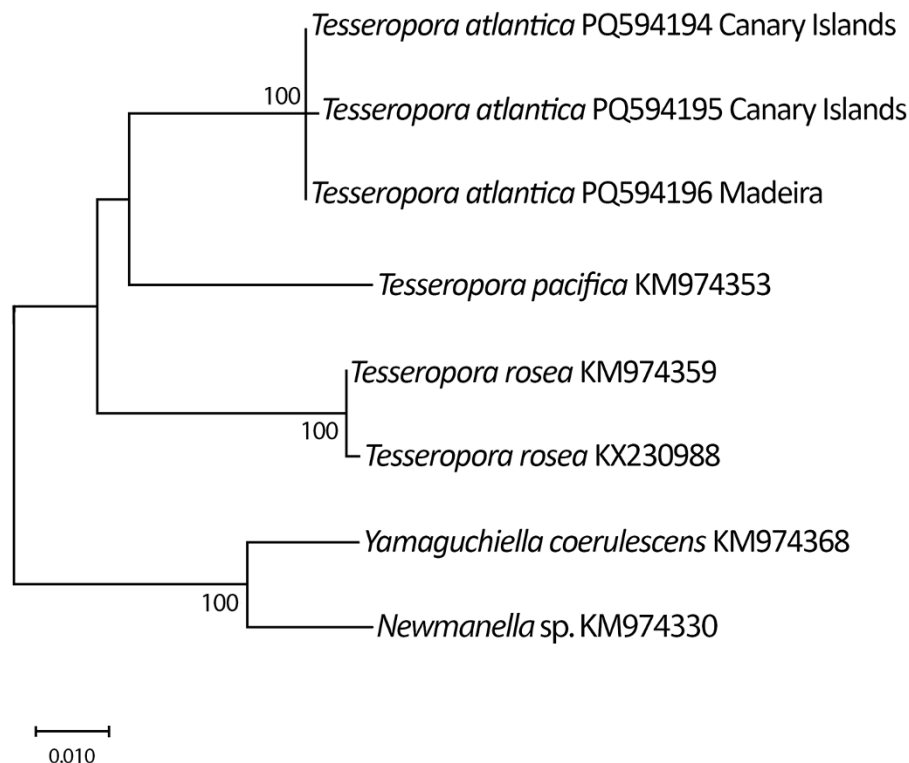 Tesseropora atlantica PQ594194 Canary Islands
100
Tesseropora atlantica PQ594195 Canary Islands
Tesseropora atlantica PQ594196 Madeira
Tesseropora pacifica KM974353
Tesseropora rosea KM974359
100
Tesseropora rosea KX230988
Yamaguchiella coerulescens KM974368
100
Newmanella sp. KM974330
0.010